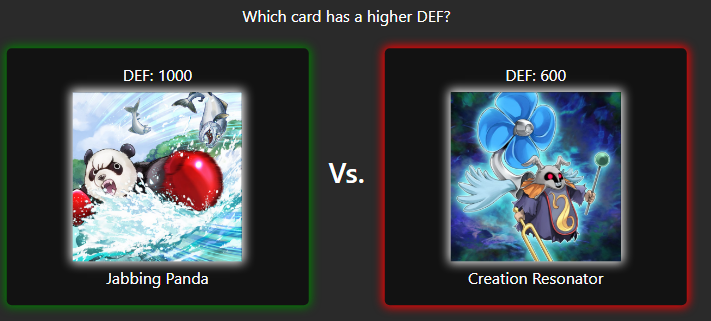 Which card has a higher DEF?
DEF: 1000
Jabbing Panda
Vs.
DEF: 600
Creation Resonator